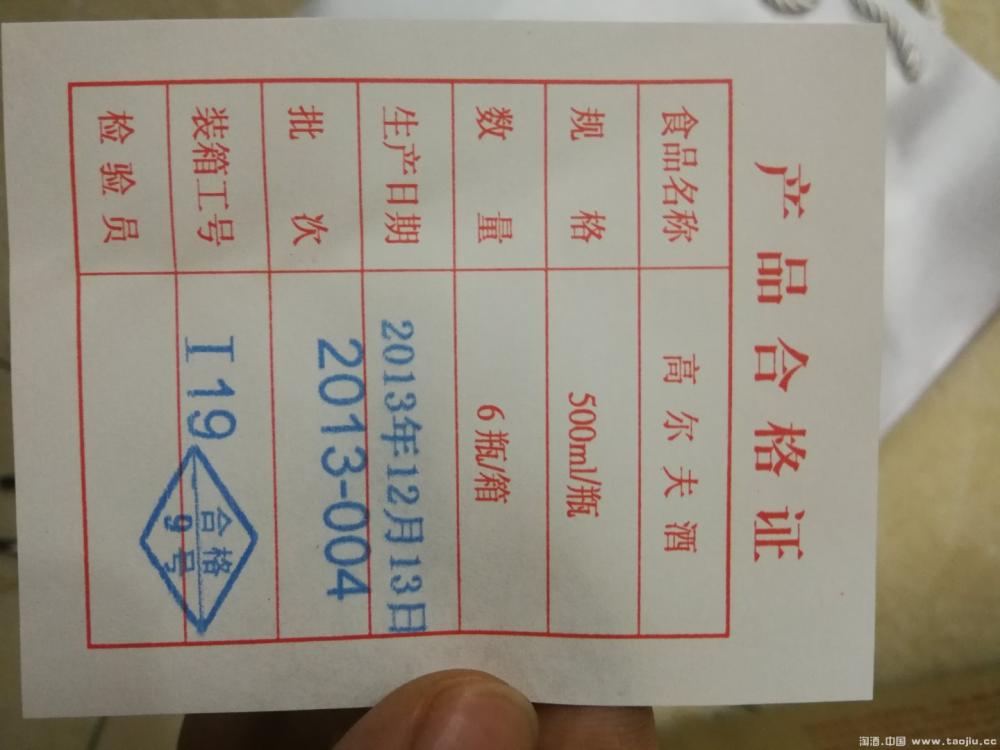 产品合格证
食品名称 高尔夫酒
规格 500ml/瓶
数量 6瓶/箱
生产日期 2013年12月13日
批次 2013-004
装箱工号 I19
检验员 合格
9号
淘酒.中国 www.taojiu.cc